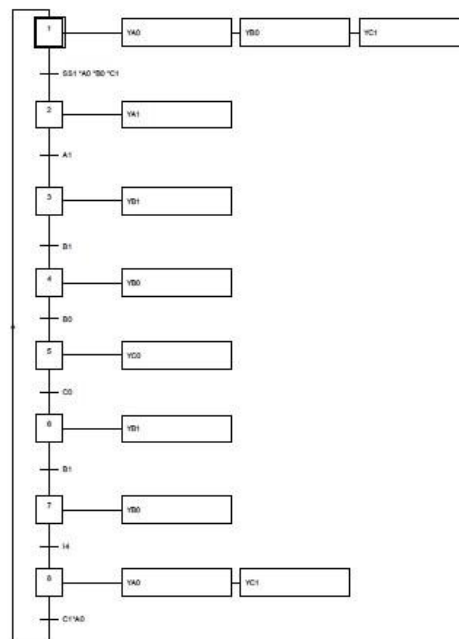 1 YA0 YB0 YC1
SS1 *A0 *B0 *C1
2 YA1
A1
3 YB1
B1
4 YB0
B0
5 YC0
C0
6 YB1
B1
7 YB0
I4
8 YA0 YC1
C1*A0